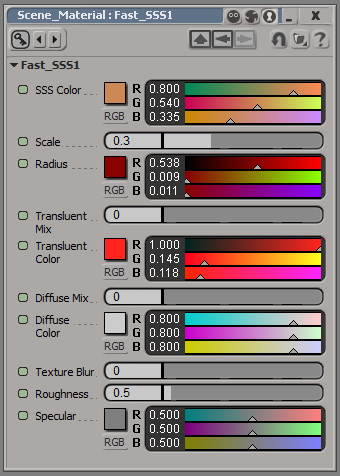 Scene_Material : Fast_SSS1
Fast_SSS1
SSS Color R 0.800
G 0.540
RGB B 0.335
Scale 0.3
Radius R 0.538
G 0.009
RGB B 0.011
Translucent Mix 0
Translucent Color R 1.000
G 0.145
RGB B 0.118
Diffuse Mix 0
Diffuse Color R 0.800
G 0.800
RGB B 0.800
Texture Blur 0
Roughness 0.5
Specular R 0.500
G 0.500
RGB B 0.500